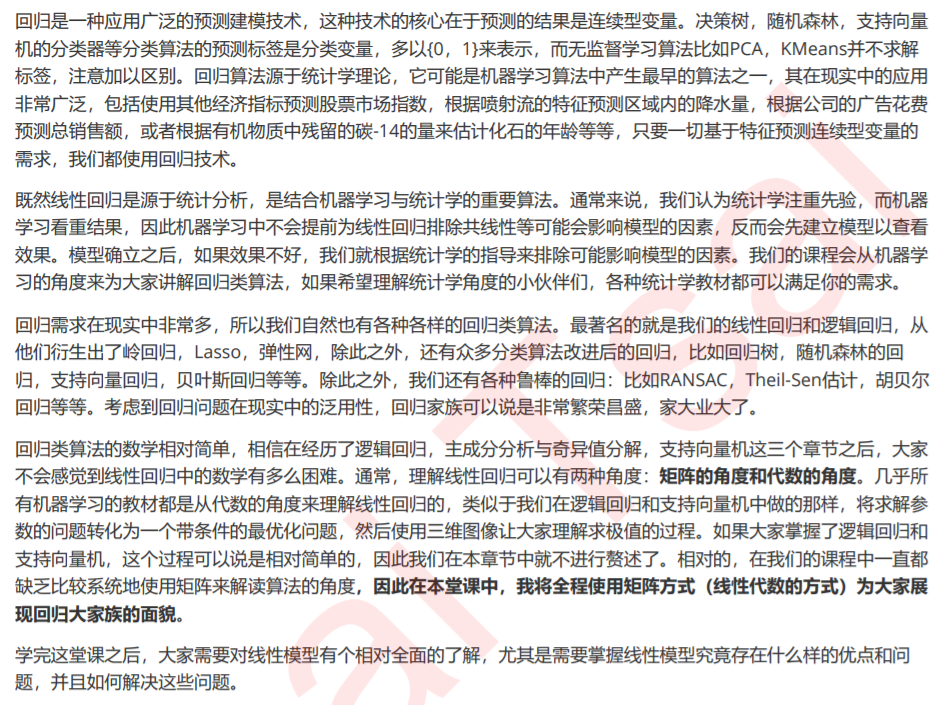 回归是一种应用广泛的预测建模技术，这种技术的核心在于预测的结果是连续型变量。决策树，随机森林，支持向量
机的分类器等分类算法的预测标签是分类变量，多以{0，1}来表示，而无监督学习算法比如PCA，KMeans并不求解
标签，注意加以区别。回归算法源于统计学理论，它可能是机器学习算法中产生最早的算法之一，其在现实中的应用
非常广泛，包括使用其他经济指标预测股票市场指数，根据喷射流的特征预测区域内的降水量，根据公司的广告花费
预测总销售额，或者根据有机物质中残留的碳-14的量来估计化石的年龄等等，只要一切基于特征预测连续型变量的
需求，我们都使用回归技术。
既然线性回归是源于统计分析，是结合机器学习与统计学的重要算法。通常来说，我们认为统计学注重先验，而机器
学习看重结果，因此机器学习中不会提前为线性回归排除共线性等可能会影响模型的因素，反而会先建立模型以查看
效果。模型确立之后，如果效果不好，我们就根据统计学的指导来排除可能影响模型的因素。我们的课程会从机器学
习的角度来为大家讲解回归类算法，如果希望理解统计学角度的小伙伴们，各种统计学教材都可以满足你的需求。
回归需求在现实中非常多，所以我们自然也有各种各样的回归类算法。最著名的就是我们的线性回归和逻辑回归，从
他们衍生出了岭回归，Lasso，弹性网，除此之外，还有众多分类算法改进后的回归，比如回归树，随机森林的回
归，支持向量回归，贝叶斯回归等等。除此之外，我们还有各种鲁棒的回归：比如RANSAC，Theil-Sen估计，胡贝尔
回归等等。考虑到回归问题在现实中的泛用性，回归家族可以说是非常繁荣昌盛，家大业大了。
回归类算法的数学相对简单，相信在经历了逻辑回归，主成分分析与奇异值分解，支持向量机这三个章节之后，大家
不会感觉到线性回归中的数学有多么困难。通常，理解线性回归可以有两种角度：矩阵的角度和代数的角度。几乎所
有机器学习的教材都是从代数的角度来理解线性回归的，类似于我们在逻辑回归和支持向量机中做的那样，将求解参
数的问题转化为一个带条件的最优化问题，然后使用三维图像让大家理解求极值的过程。如果大家掌握了逻辑回归和
支持向量机，这个过程可以说是相对简单的，因此我们在本章节中就不进行赘述了。相对的，在我们的课程中一直都
缺乏比较系统地使用矩阵来解读算法的角度，因此在本堂课中，我将全程使用矩阵方式（线性代数的方式）为大家展
现回归大家族的面貌。
学完这堂课之后，大家需要对线性模型有个相对全面的了解，尤其是需要掌握线性模型究竟存在什么样的优点和问
题，并且如何解决这些问题。
ai Tsai